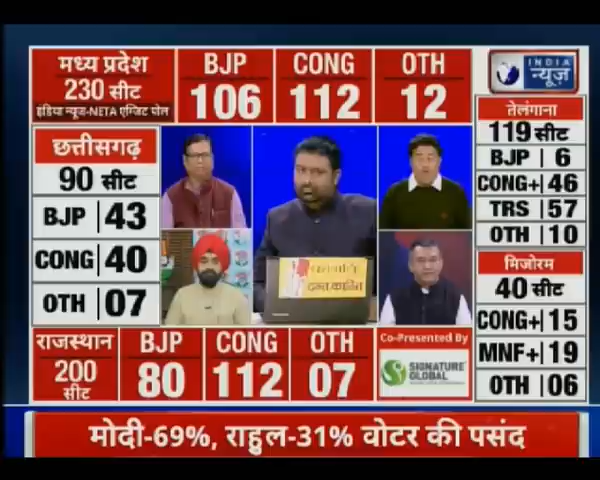 मध्य प्रदेश
230 सीट
इंडिया न्यूज़-NETA एग्जिट पोल
BJP
106
CONG
112
OTH
12
INDIA
न्यूज़
छत्तीसगढ़
90 सीट
BJP 43
CONG 40
OTH 07
तेलंगाना
119 सीट
BJP 6
CONG+ 46
TRS 57
OTH 10
मिजोरम
40 सीट
CONG+ 15
MNF+ 19
OTH 06
राजस्थान
200
सीट
BJP
80
CONG
112
OTH
07
Co-Presented By
SIGNATURE
GLOBAL
मोदी-69%, राहुल-31% वोटर की पसंद